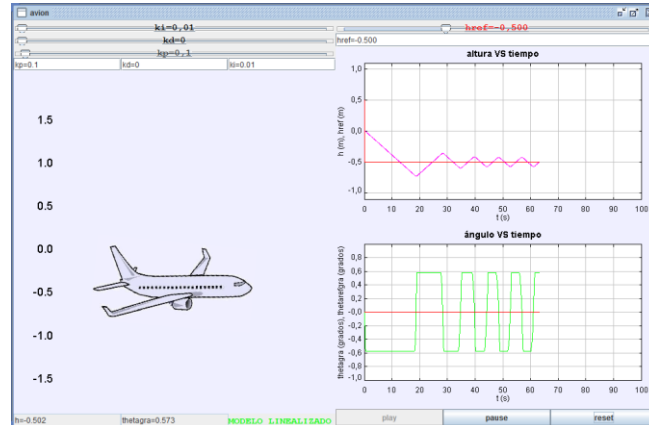 avion
ki=0,01
kd=0
kp=0.1
kp=0.1 kd=0 ki=0.01
href=-0,500
href=-0.500
1.5
1.0
0.5
0.0
-0.5
-1.0
-1.5
h=-0.502 thetagra=0.573 MODELO LINEALIZADO
altura VS tiempo
h (m), href (m)
1,0
0,5
0,0
-0,5
-1,0
0 10 20 30 40 50 60 70 80 90 100
t (s)
ángulo VS tiempo
thetagra (grados), thetarefgra (grados)
0,8
0,6
0,4
0,2
-0,0
-0,2
-0,4
-0,6
-0,8
-1,0
0 10 20 30 40 50 60 70 80 90 100
t (s)
play pause reset